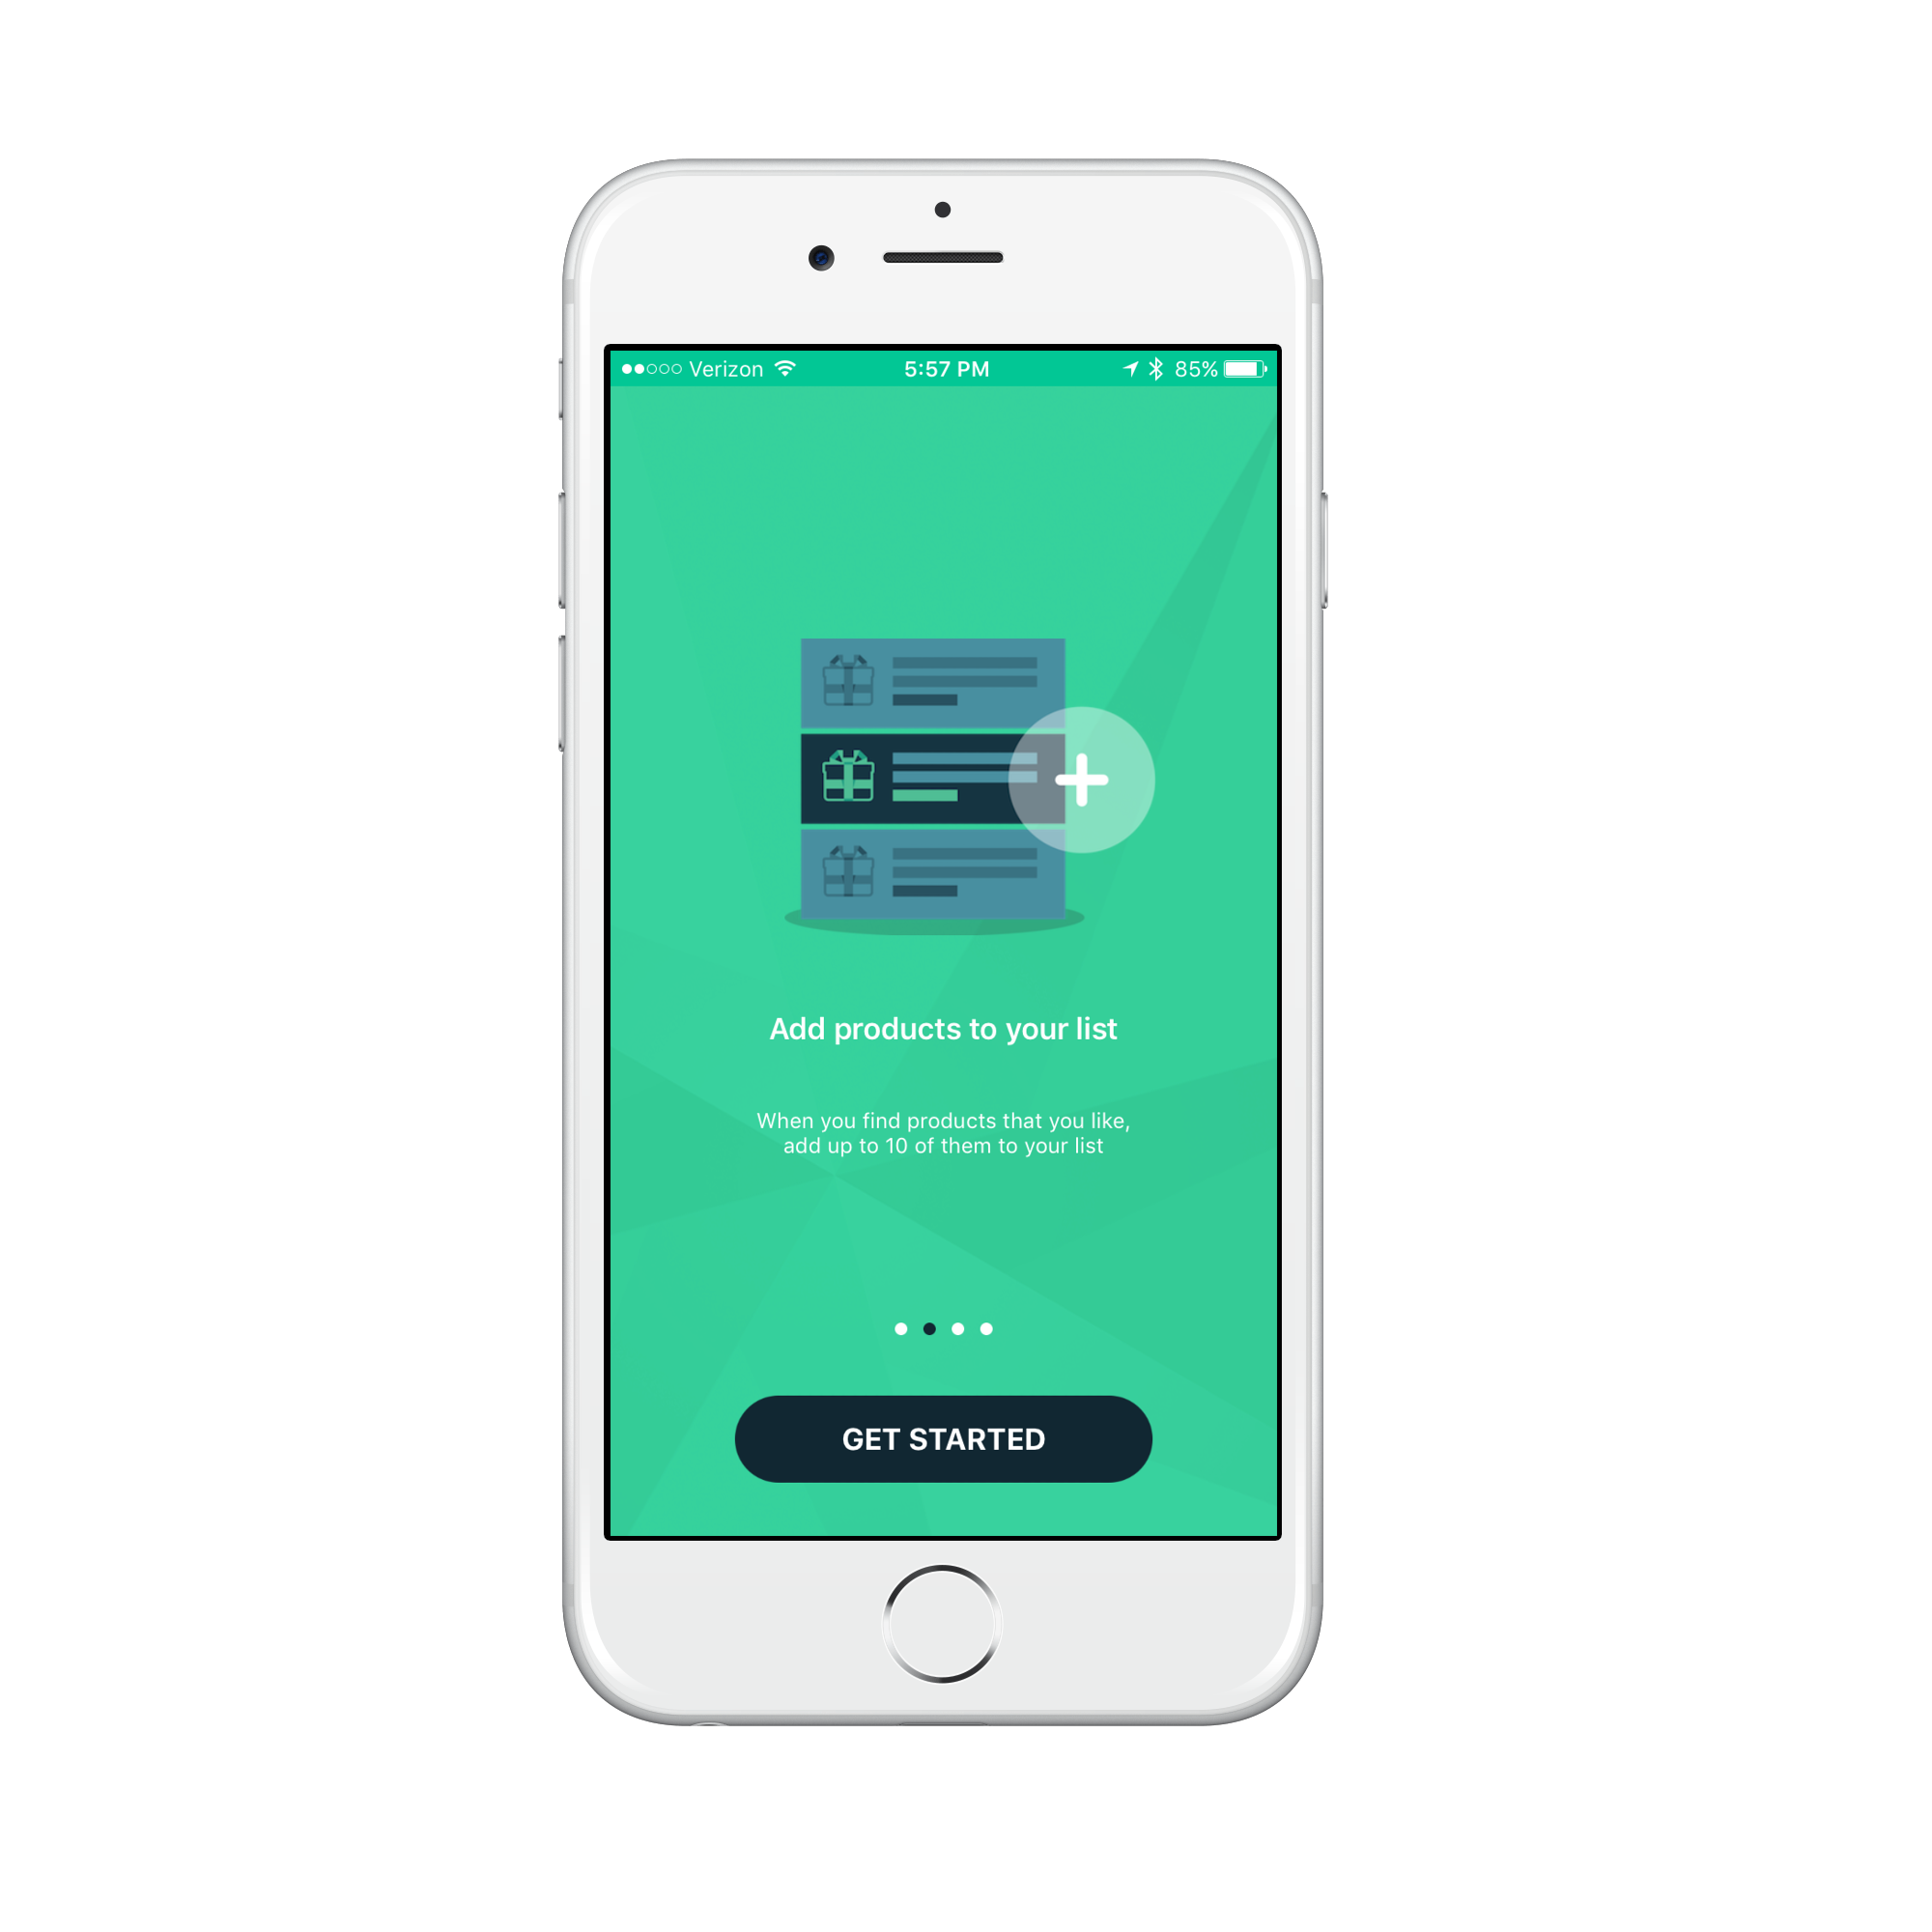 Verizon 5:57 PM 85%
Add products to your list
When you find products that you like,
add up to 10 of them to your list
GET STARTED